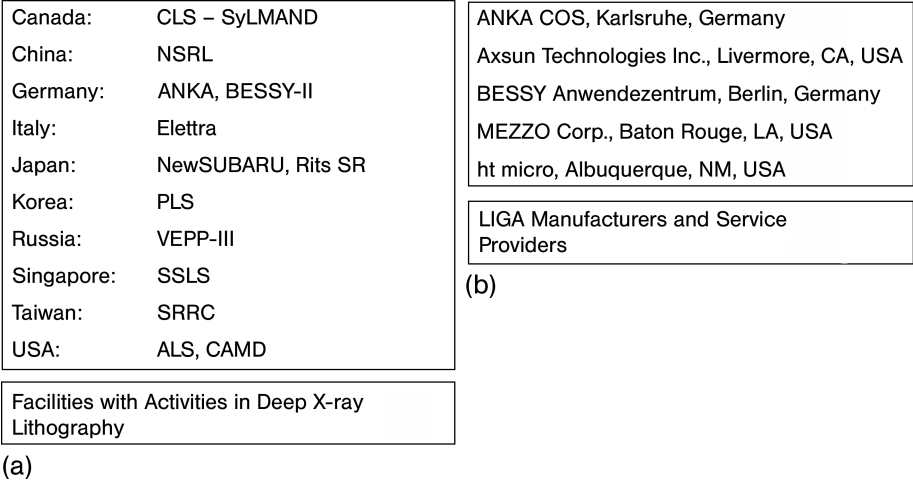 Canada: CLS – SyLMAND
China: NSRL
Germany: ANKA, BESSY-II
Italy: Elettra
Japan: NewSUBARU, Rits SR
Korea: PLS
Russia: VEPP-III
Singapore: SSLS
Taiwan: SRRC
USA: ALS, CAMD
Facilities with Activities in Deep X-ray
Lithography
(a)
ANKA COS, Karlsruhe, Germany
Axsun Technologies Inc., Livermore, CA, USA
BESSY Anwendezentrum, Berlin, Germany
MEZZO Corp., Baton Rouge, LA, USA
ht micro, Albuquerque, NM, USA
LIGA Manufacturers and Service
Providers
(b)